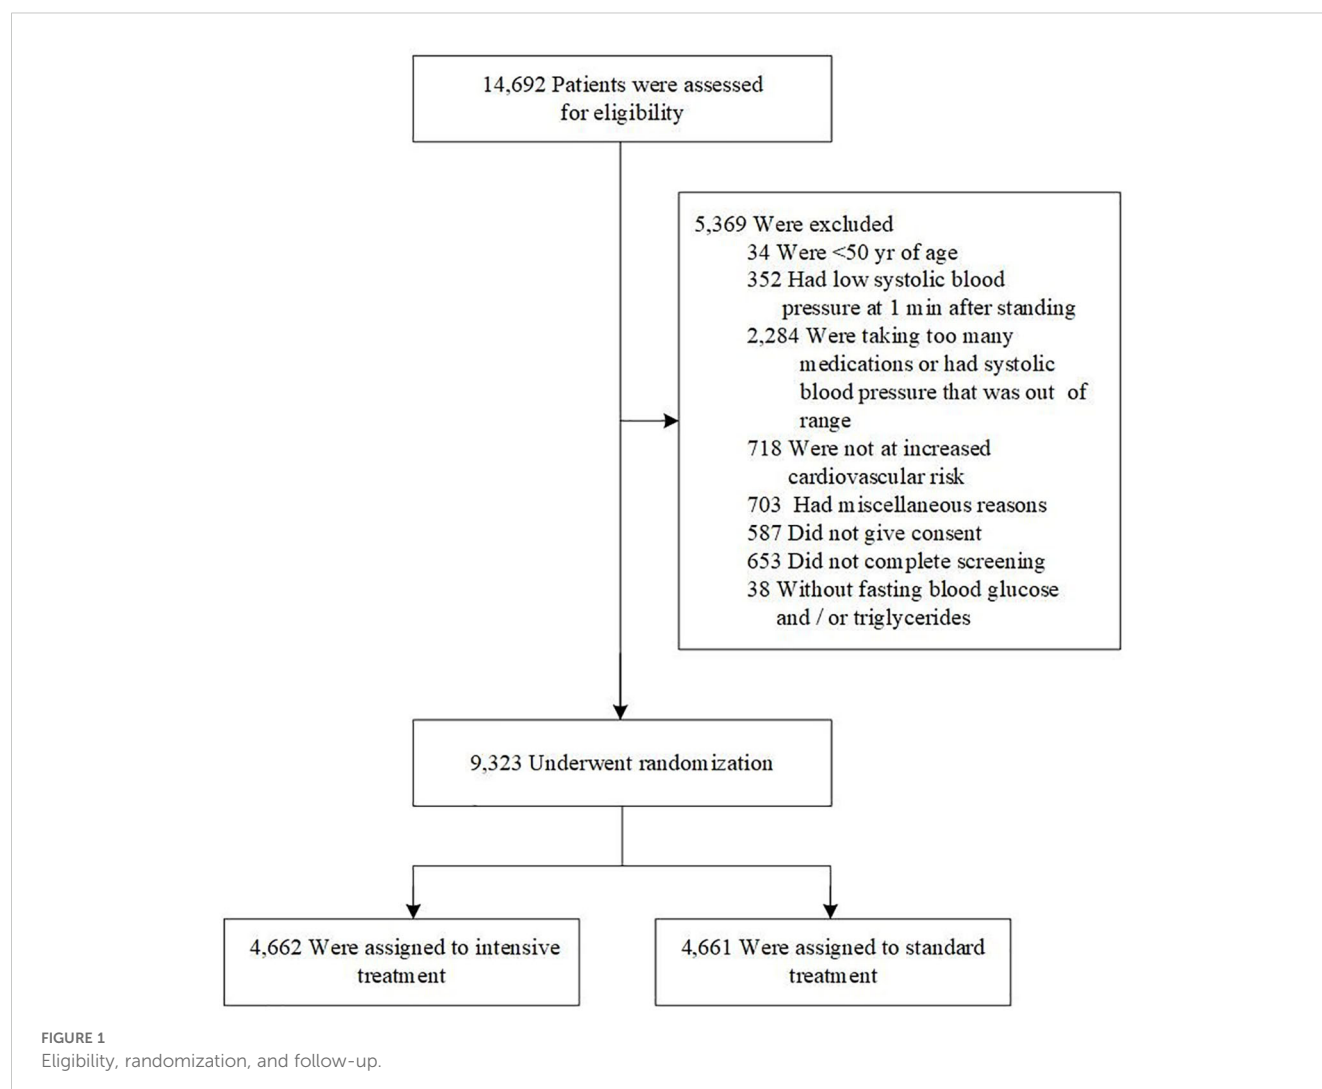 14,692 Patients were assessed
for eligibility
5,369 Were excluded
34 Were <50 yr of age
352 Had low systolic blood
pressure at 1 min after standing
2,284 Were taking too many
medications or had systolic
blood pressure that was out of
range
718 Were not at increased
cardiovascular risk
703 Had miscellaneous reasons
587 Did not give consent
653 Did not complete screening
38 Without fasting blood glucose
and / or triglycerides
9,323 Underwent randomization
4,662 Were assigned to intensive
treatment
4,661 Were assigned to standard
treatment
FIGURE 1
Eligibility, randomization, and follow-up.